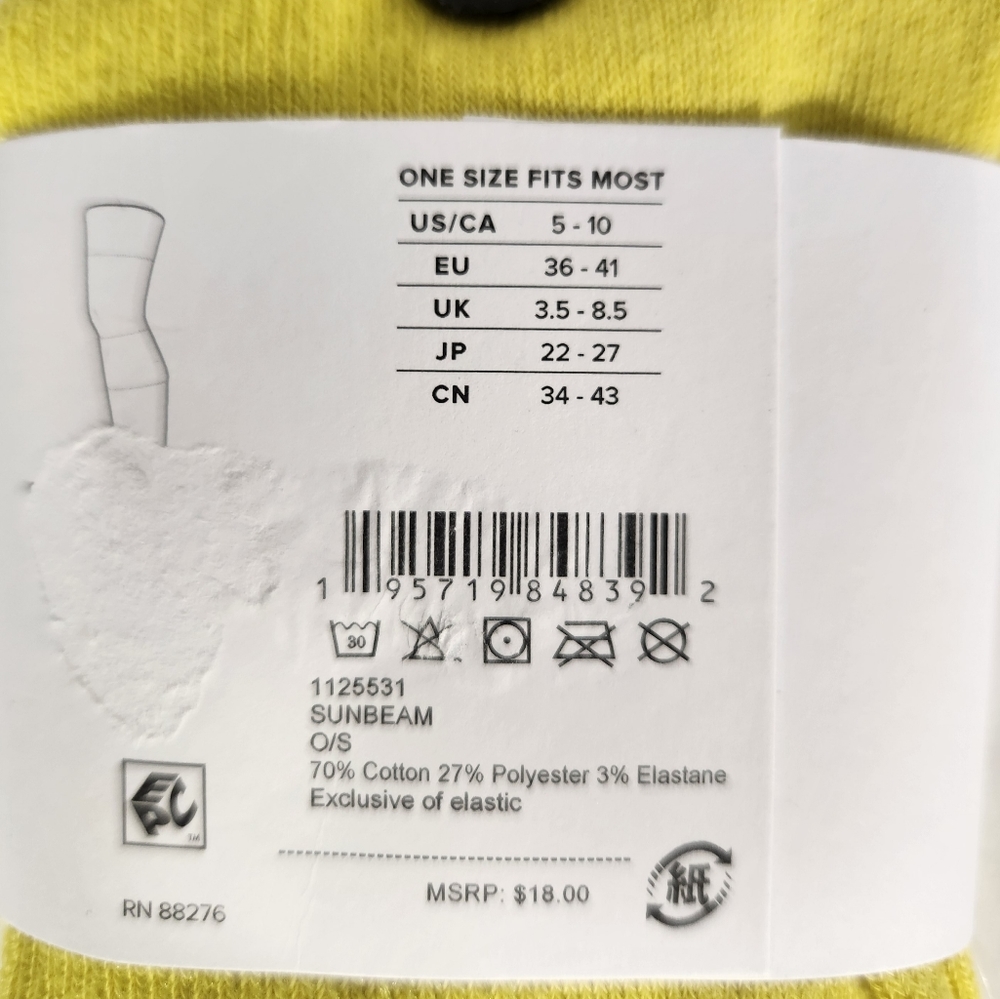 ONE SIZE FITS MOST
US/CA 5 - 10
EU 36 - 41
UK 3.5 - 8.5
JP 22 - 27
CN 34 - 43
1 95719 84839 2
30
1125531
SUNBEAM
O/S
70% Cotton 27% Polyester 3% Elastane
Exclusive of elastic
EPC
TM
MSRP: $18.00
紙
RN 88276